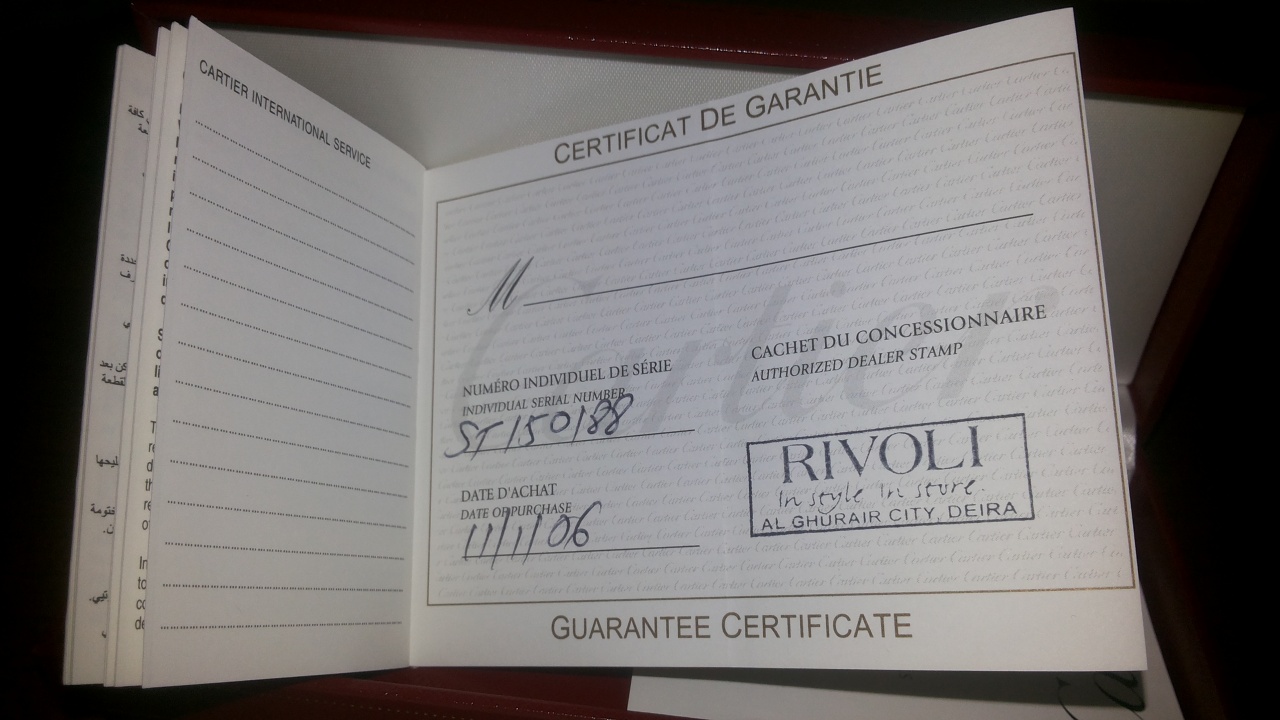 CARTIER INTERNATIONAL SERVICE
CERTIFICAT DE GARANTIE
M
NUMÉRO INDIVIDUEL DE SÉRIE
INDIVIDUAL SERIAL NUMBER
ST150188
DATE D'ACHAT
DATE OF PURCHASE
11/1/06
CACHET DU CONCESSIONNAIRE
AUTHORIZED DEALER STAMP
RIVOLI
In style In store.
AL GHURAIR CITY, DEIRA
Cartier
GUARANTEE CERTIFICATE